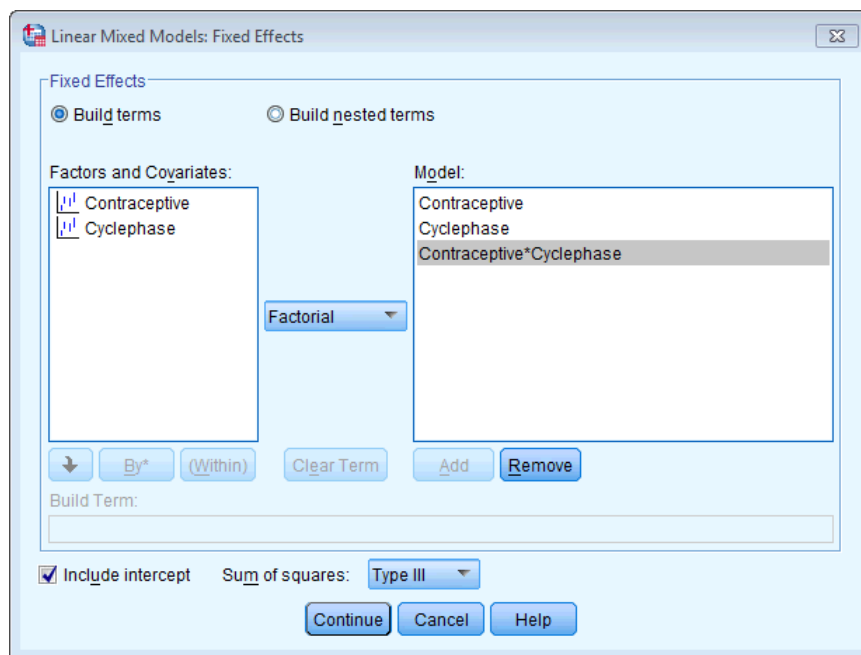 Linear Mixed Models: Fixed Effects
Fixed Effects
Build terms
Build nested terms
Factors and Covariates:
Model:
Contraceptive
Cyclephase
Contraceptive
Cyclephase
Contraceptive*Cyclephase
Factorial
By*
(Within)
Clear Term
Add
Remove
Build Term:
Include intercept
Sum of squares:
Type III
Continue
Cancel
Help